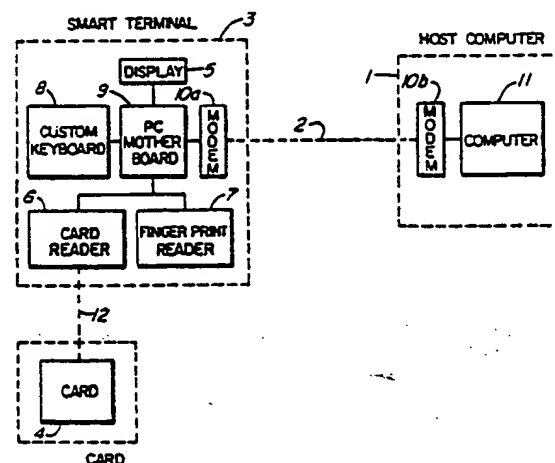 SMART TERMINAL
3
HOST COMPUTER
DISPLAY
5
8
9
10a
1
10b
11
CUSTOM
KEYBOARD
PC
MOTHER
BOARD
MODEM
2
MODEM
COMPUTER
6
7
CARD
READER
FINGER PRINT
READER
12
CARD
4
CARD